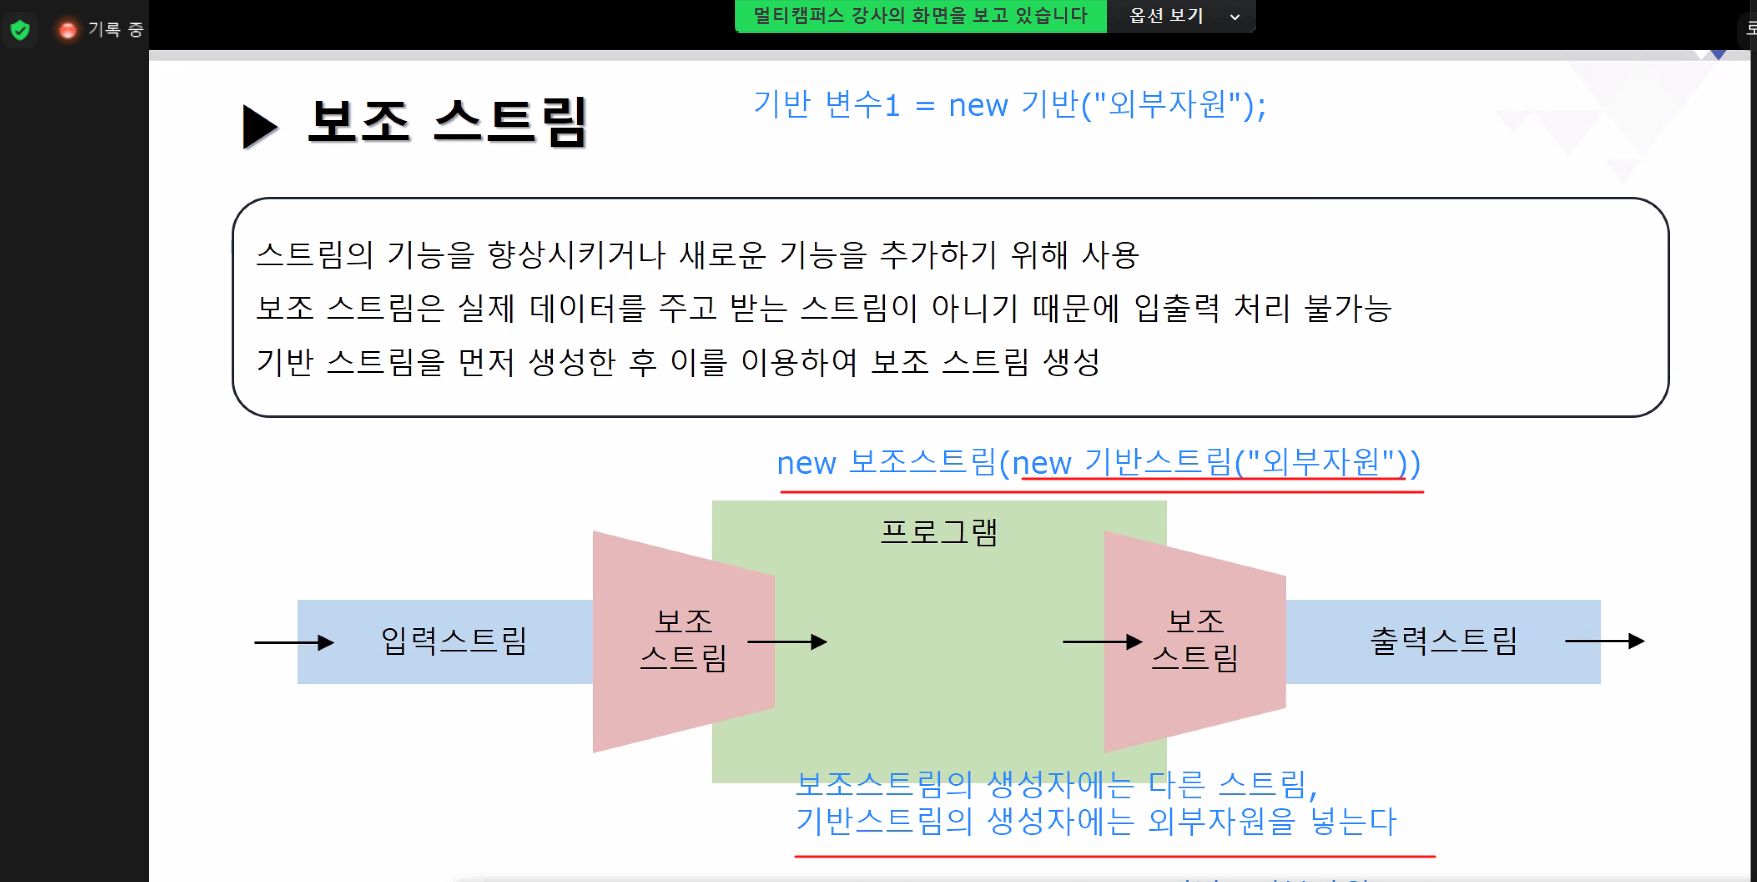 기록 중
멀티캠퍼스 강사의 화면을 보고 있습니다
옵션 보기
보조 스트림
기반 변수1 = new 기반("외부자원");
스트림의 기능을 향상시키거나 새로운 기능을 추가하기 위해 사용
보조 스트림은 실제 데이터를 주고 받는 스트림이 아니기 때문에 입출력 처리 불가능
기반 스트림을 먼저 생성한 후 이를 이용하여 보조 스트림 생성
new 보조스트림(new 기반스트림("외부자원"))
프로그램
입력스트림
보조
스트림
보조
스트림
출력스트림
보조스트림의 생성자에는 다른 스트림,
기반스트림의 생성자에는 외부자원을 넣는다